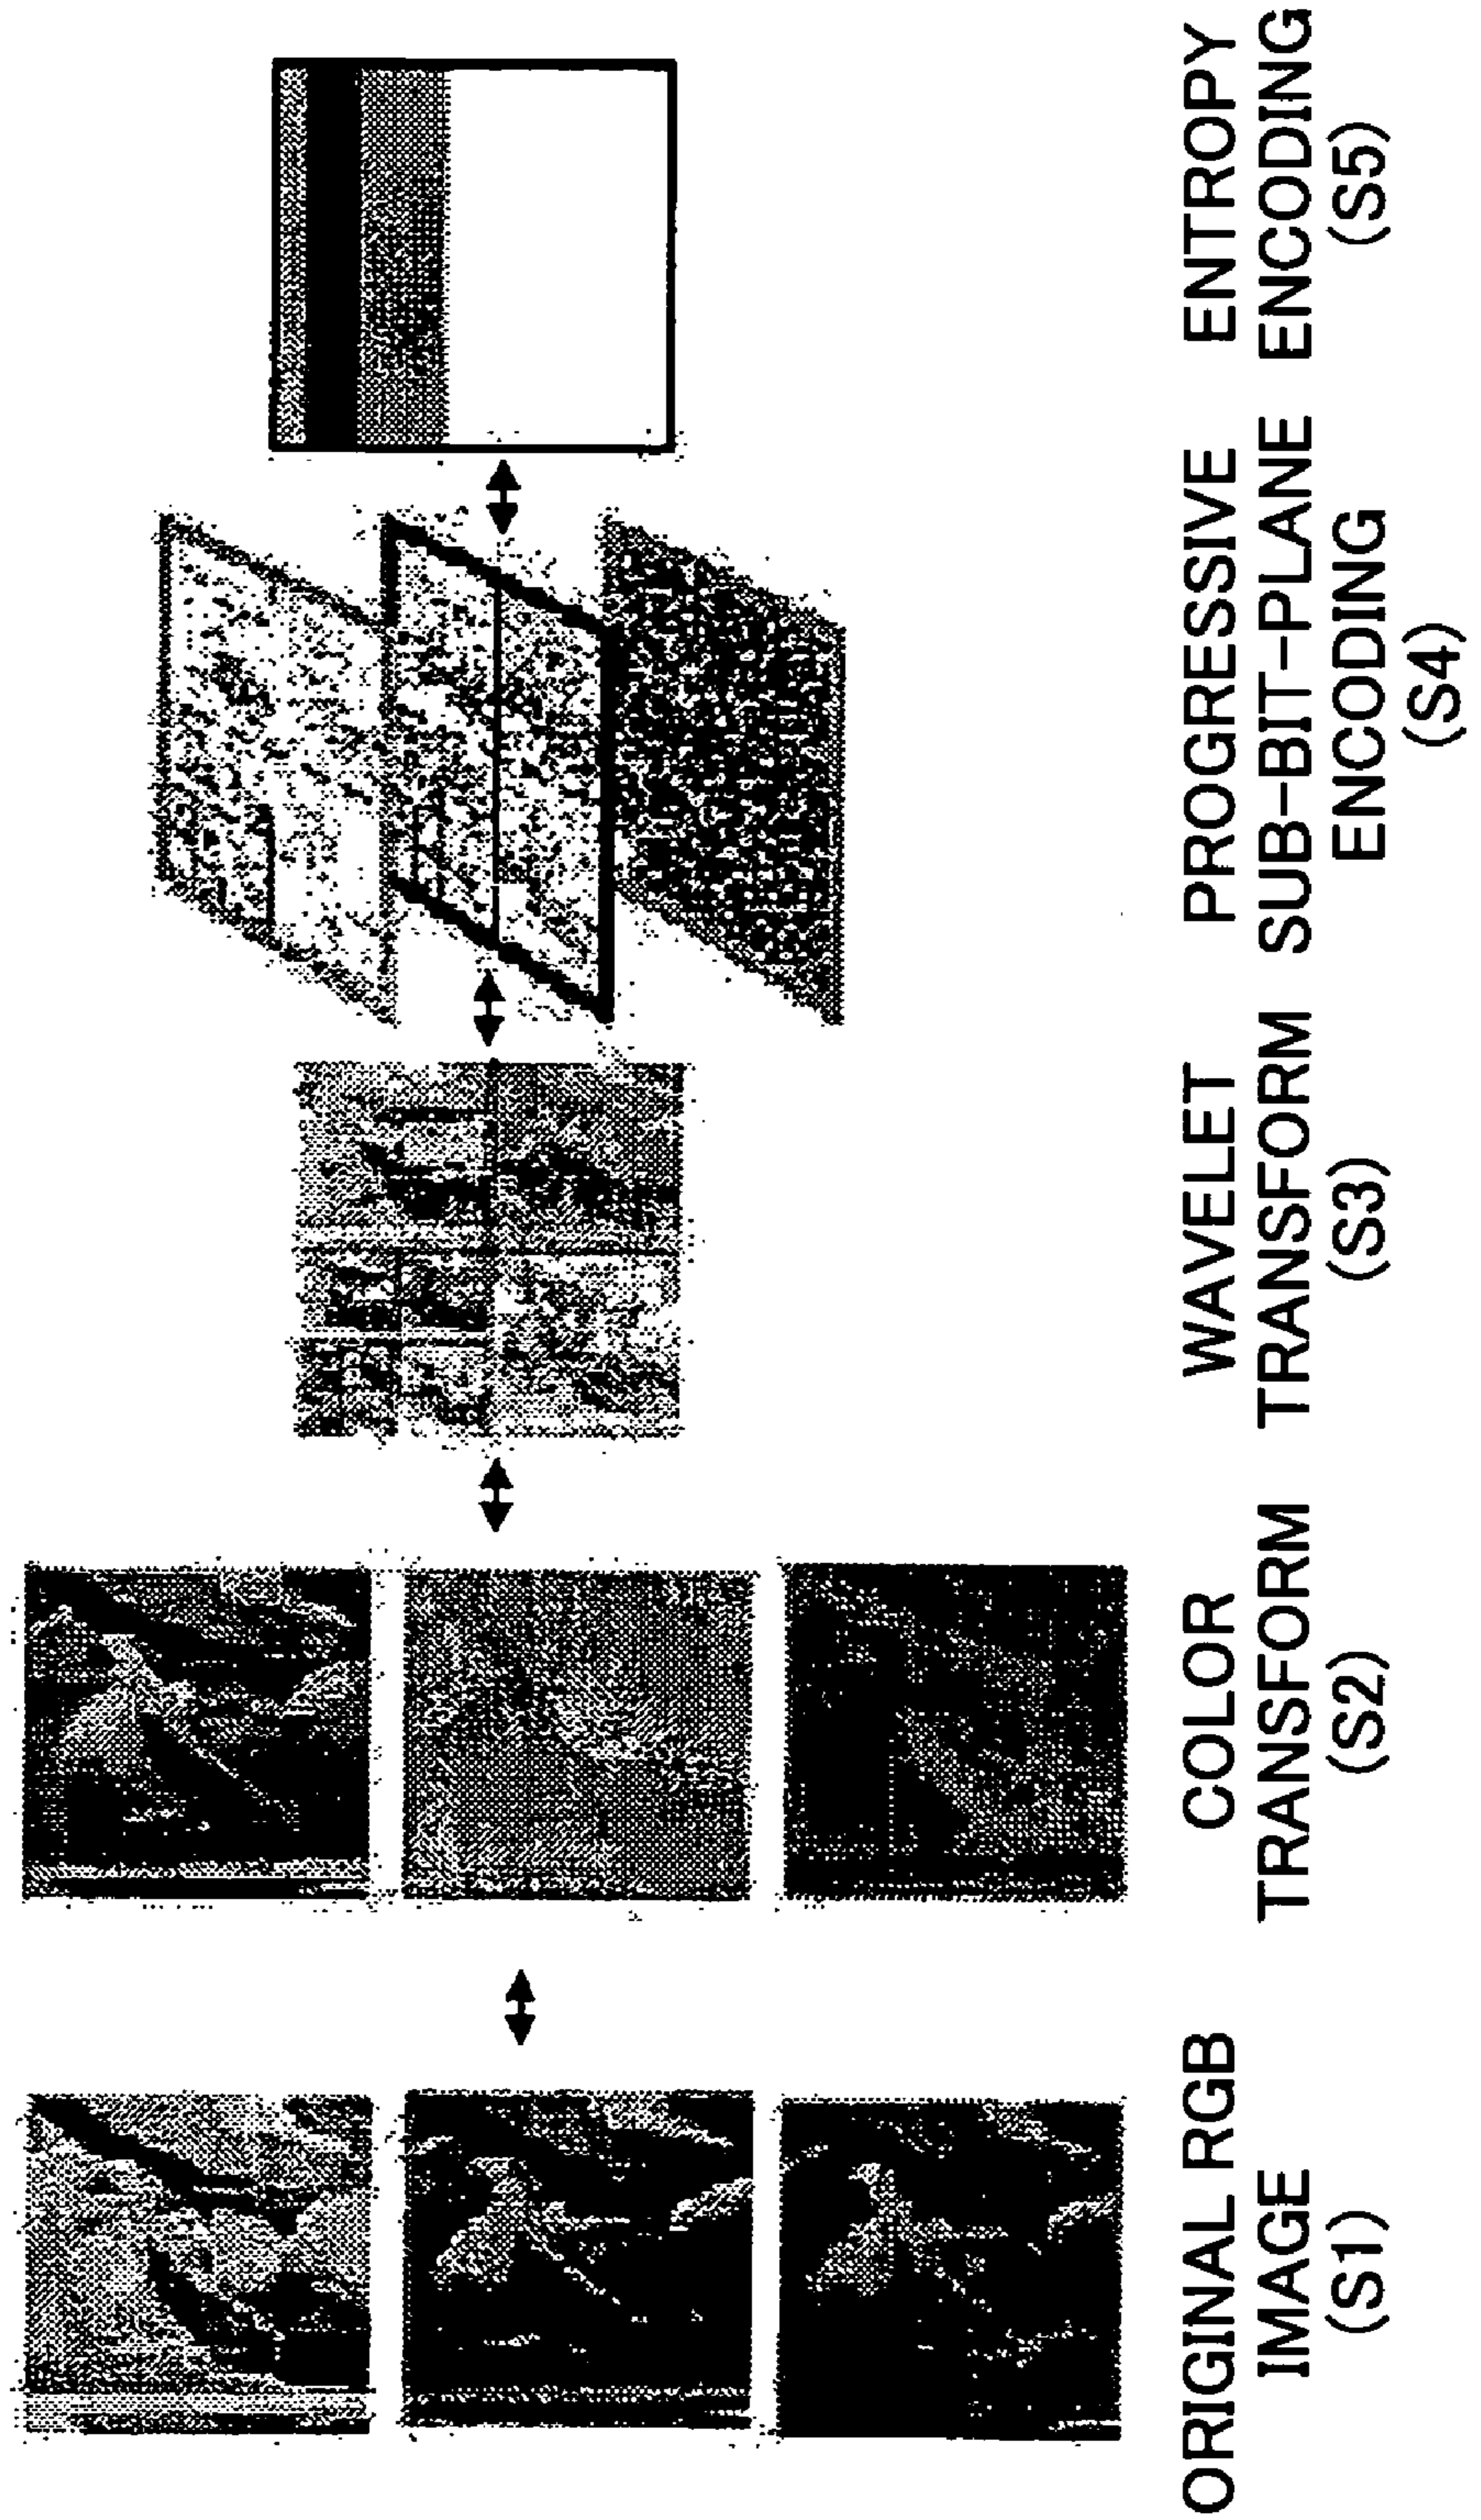 ORIGINAL RGB
IMAGE
(S1)
COLOR
TRANSFORM
(S2)
WAVELET
TRANSFORM
(S3)
PROGRESSIVE
SUB-BIT-PLANE
ENCODING
(S4)
ENTROPY
ENCODING
(S5)